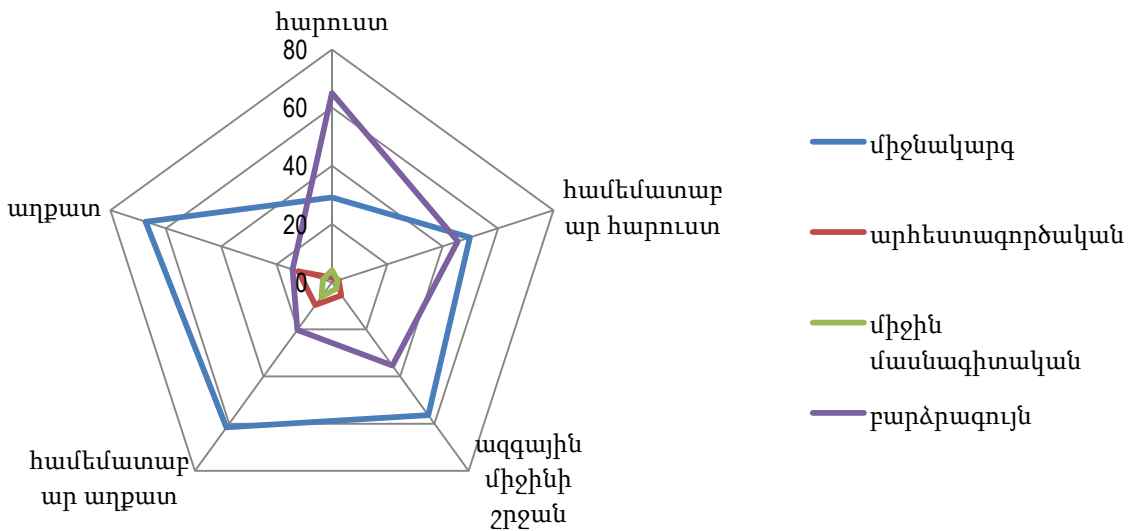 հարուստ
80
60
40
20
0
համեմատաբ
ար հարուստ
ազգային
միջինի
շրջան
համեմատաբ
ար աղքատ
աղքատ
միջնակարգ
արհեստագործական
միջին
մասնագիտական
բարձրագույն